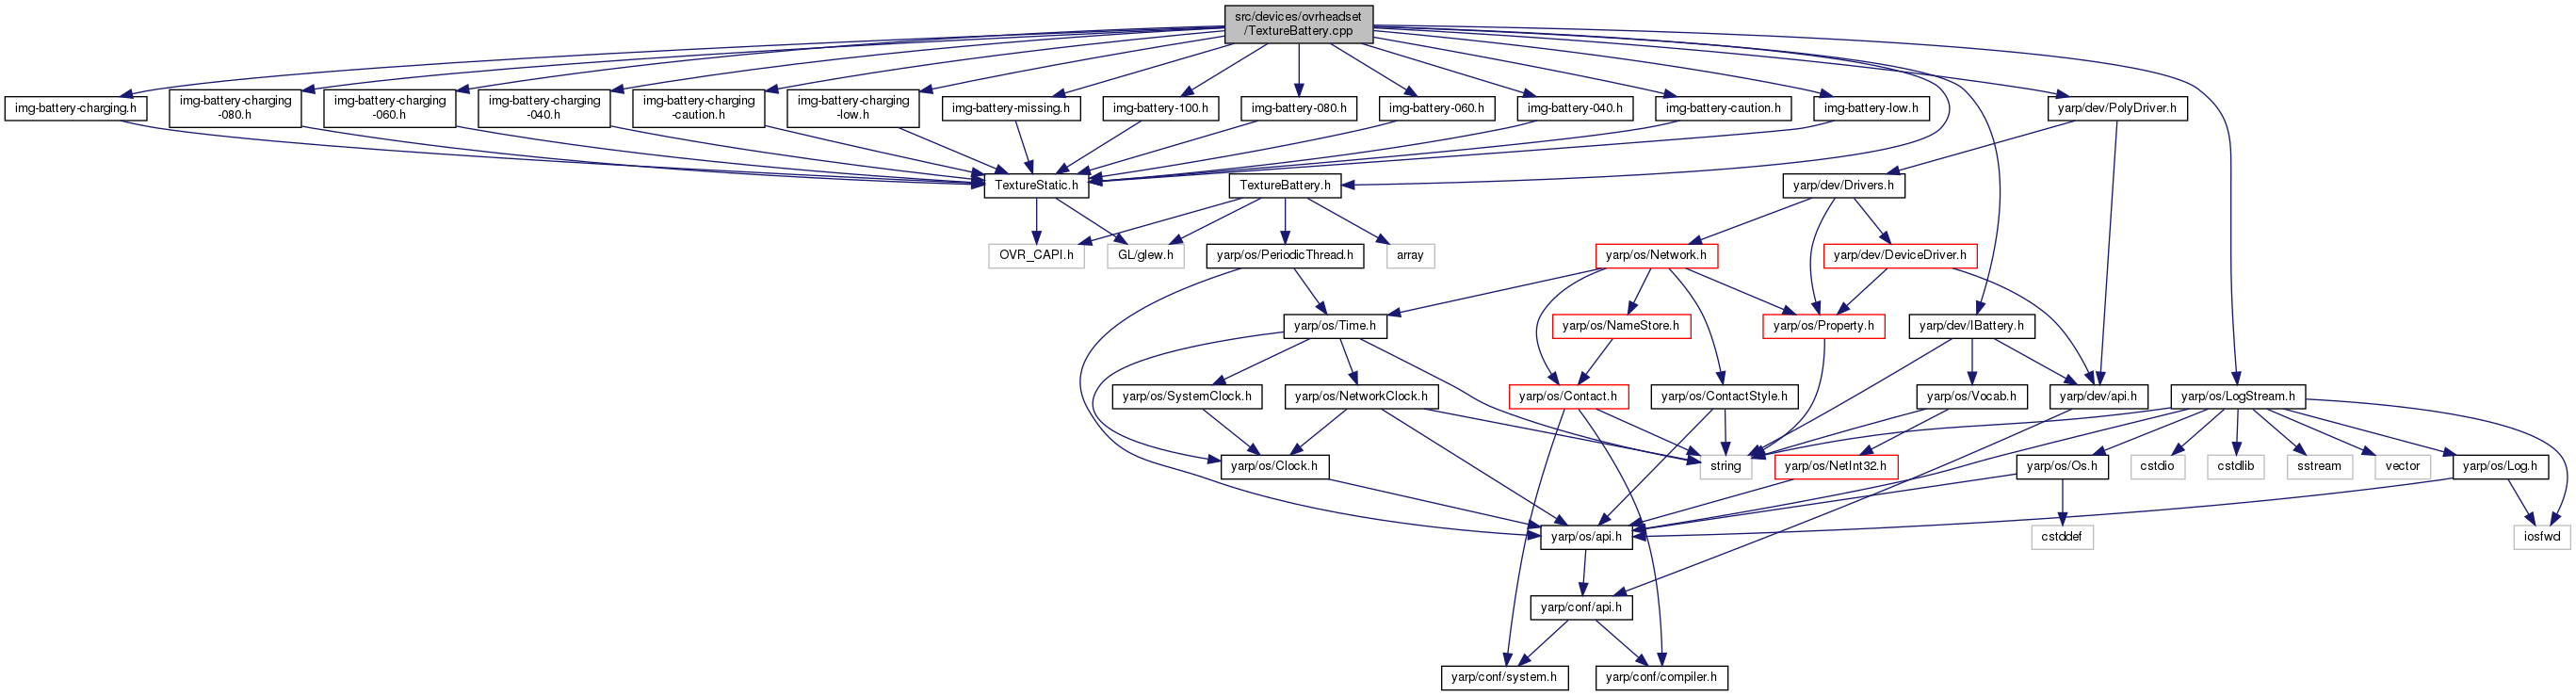 src/devices/ovrheadset
/TextureBattery.cpp
img-battery-charging.h
img-battery-charging
-080.h
img-battery-charging
-060.h
img-battery-charging
-040.h
img-battery-charging
-caution.h
img-battery-charging
-low.h
img-battery-missing.h
img-battery-100.h
img-battery-080.h
img-battery-060.h
img-battery-040.h
img-battery-caution.h
img-battery-low.h
yarp/dev/PolyDriver.h
TextureStatic.h
TextureBattery.h
yarp/dev/Drivers.h
OVR_CAPI.h
GL/glew.h
yarp/os/PeriodicThread.h
array
yarp/os/Network.h
yarp/dev/DeviceDriver.h
yarp/os/Time.h
yarp/os/NameStore.h
yarp/os/Property.h
yarp/dev/IBattery.h
yarp/os/SystemClock.h
yarp/os/NetworkClock.h
yarp/os/Contact.h
yarp/os/ContactStyle.h
yarp/os/Vocab.h
yarp/dev/api.h
yarp/os/LogStream.h
yarp/os/Clock.h
string
yarp/os/NetInt32.h
yarp/os/Os.h
cstdio
cstdlib
sstream
vector
yarp/os/Log.h
yarp/os/api.h
cstddef
iosfwd
yarp/conf/api.h
yarp/conf/system.h
yarp/conf/compiler.h